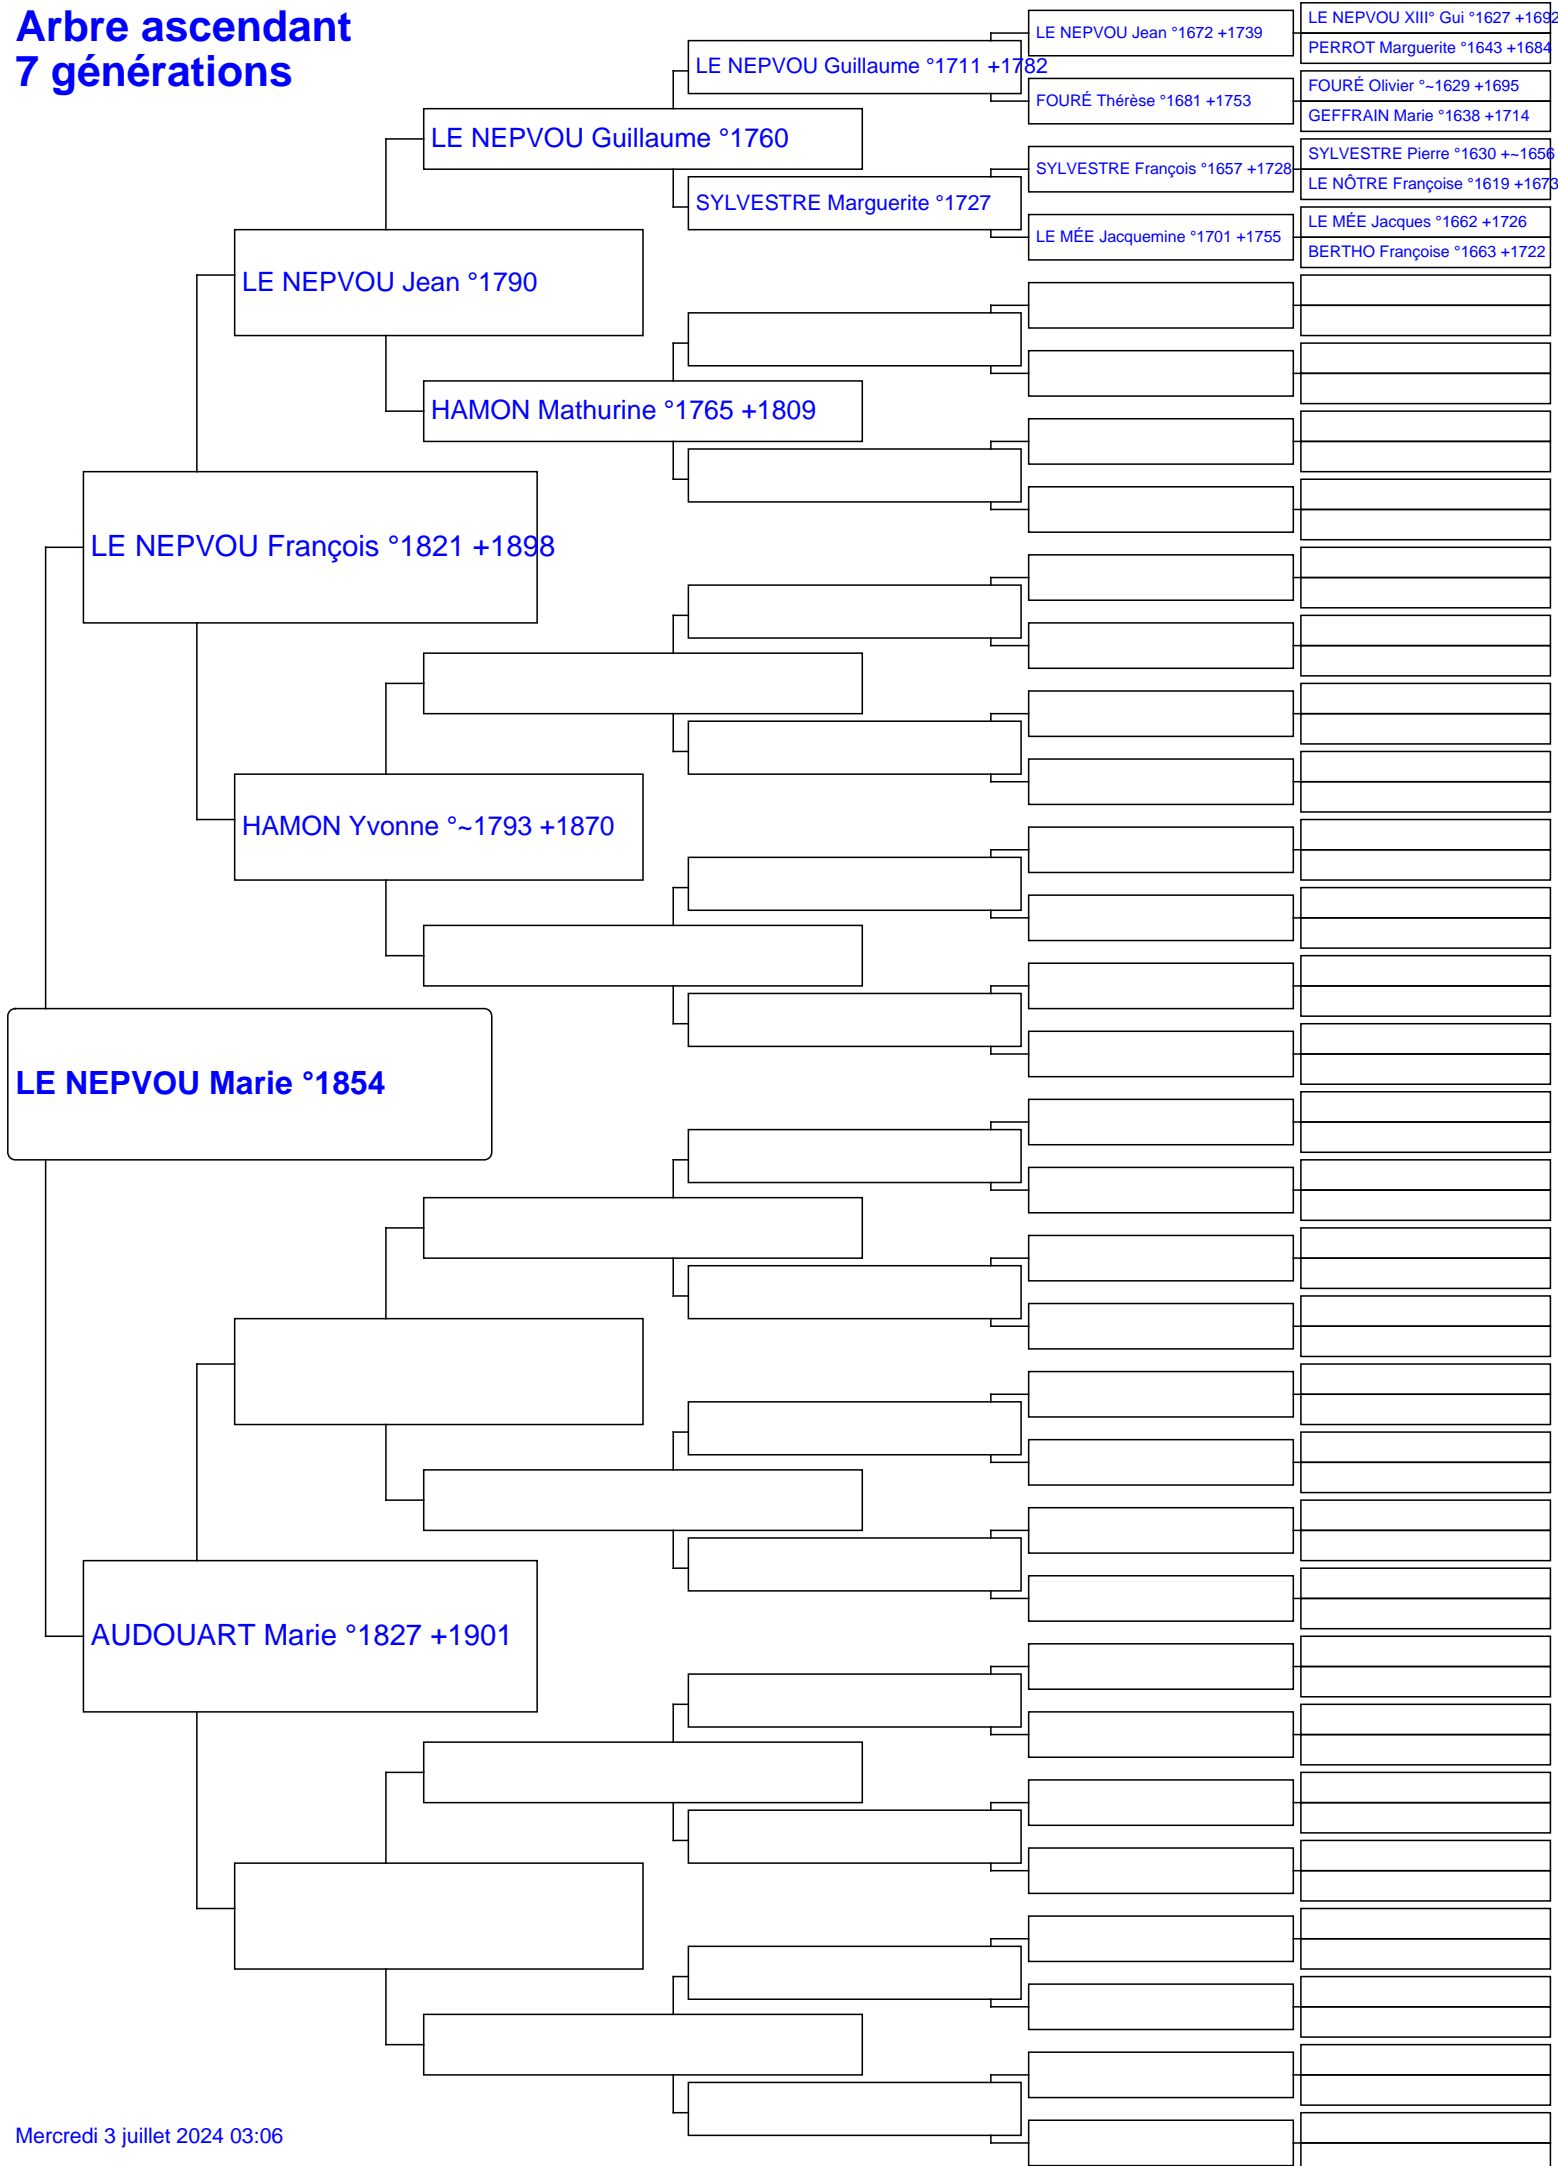 Arbre ascendant
7 générations
LE NEPVOU XIII° Gui °1627 +1692
LE NEPVOU Jean °1672 +1739
PERROT Marguerite °1643 +1684
LE NEPVOU Guillaume °1711 +1782
FOURÉ Olivier °~1629 +1695
FOURÉ Thérèse °1681 +1753
GEFFRAIN Marie °1638 +1714
LE NEPVOU Guillaume °1760
SYLVESTRE Pierre °1630 +~1656
SYLVESTRE François °1657 +1728
LE NÔTRE Françoise °1619 +1673
SYLVESTRE Marguerite °1727
LE MÉE Jacques °1662 +1726
LE MÉE Jacquemine °1701 +1755
BERTHO Françoise °1663 +1722
LE NEPVOU Jean °1790
HAMON Mathurine °1765 +1809
LE NEPVOU François °1821 +1898
HAMON Yvonne °~1793 +1870
LE NEPVOU Marie °1854
AUDOUART Marie °1827 +1901
Mercredi 3 juillet 2024 03:06